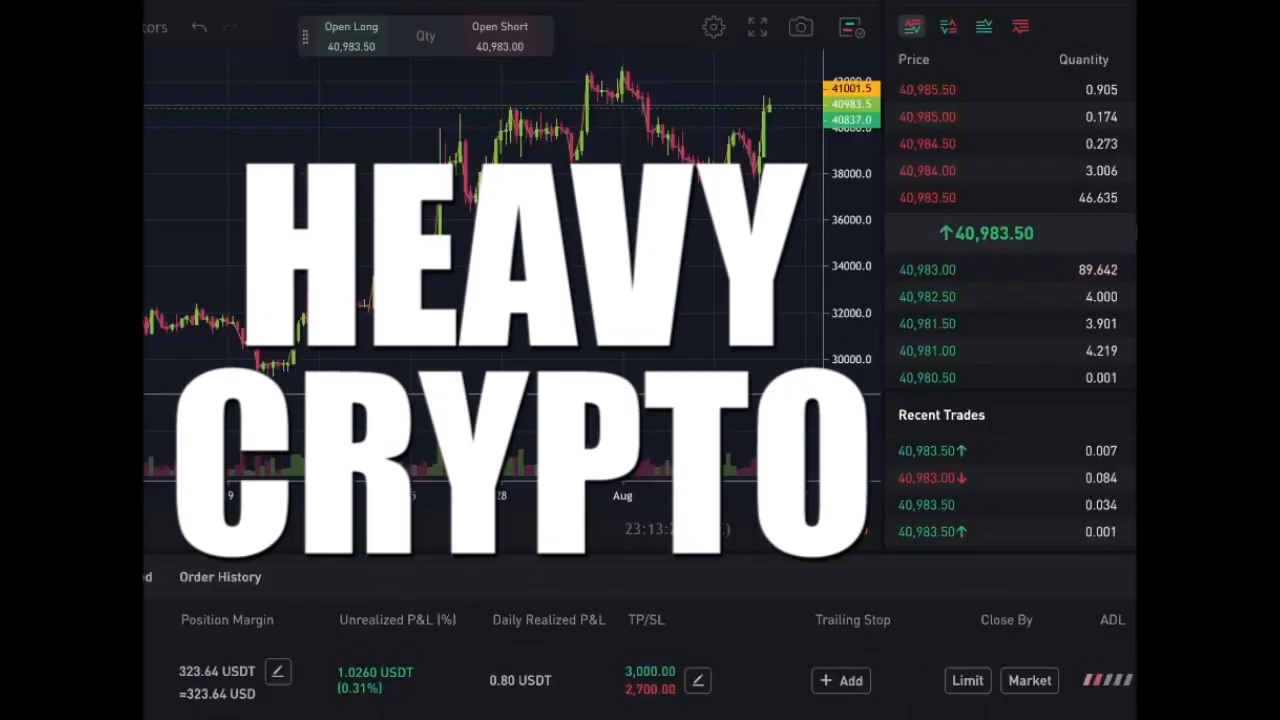 tors
Open Long
40,983.50
Qty
Open Short
40,983.00
41001.5
40983.5
40837.0
38000.0
36000.0
34000.0
32000.0
30000.0
HEAVY
CRYPTO
9
28
Aug
Price Quantity
40,985.50 0.905
40,985.00 0.174
40,984.50 0.273
40,984.00 3.006
40,983.50 46.635
↑40,983.50
40,983.00 89.642
40,982.50 4.000
40,981.50 3.901
40,981.00 4.219
40,980.50 0.001
Recent Trades
40,983.50↑ 0.007
40,983.00↓ 0.084
40,983.50 0.034
40,983.50↑ 0.001
Order History
Position Margin Unrealized P&L (%) Daily Realized P&L TP/SL Trailing Stop Close By ADL
323.64 USDT 1.0260 USDT 0.80 USDT 3,000.00 + Add Limit Market
≈323.64 USD (0.31%) 2,700.00